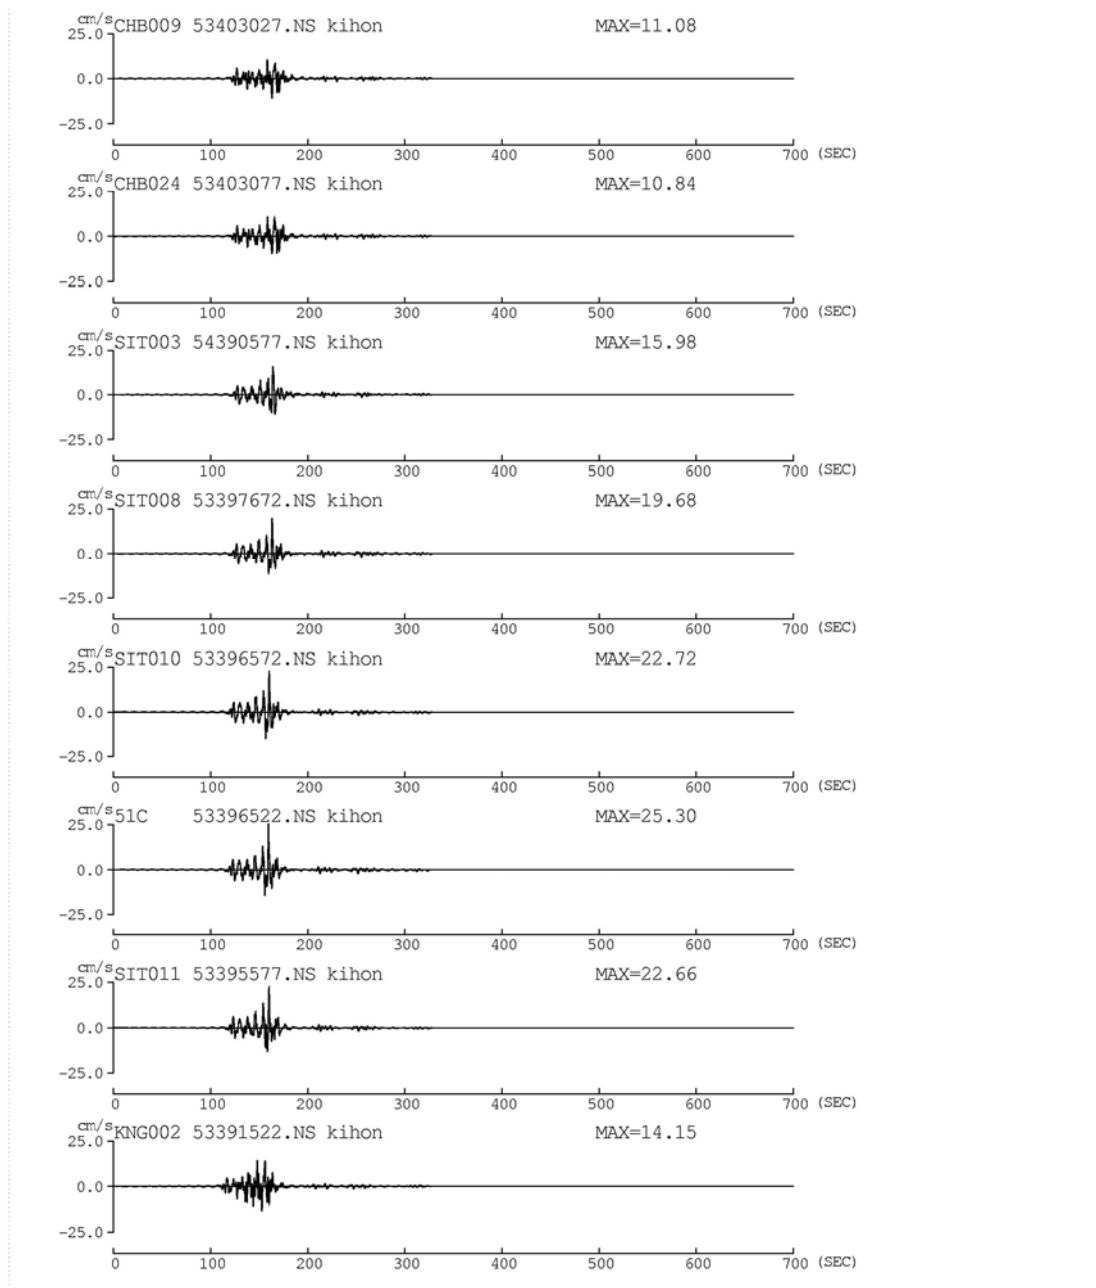 cm/s CHB009 53403027.NS kihon MAX=11.08
25.0
0.0
-25.0
0 100 200 300 400 500 600 700 (SEC)
cm/s CHB024 53403077.NS kihon MAX=10.84
25.0
0.0
-25.0
0 100 200 300 400 500 600 700 (SEC)
cm/s SIT003 54390577.NS kihon MAX=15.98
25.0
0.0
-25.0
0 100 200 300 400 500 600 700 (SEC)
cm/s SIT008 53397672.NS kihon MAX=19.68
25.0
0.0
-25.0
0 100 200 300 400 500 600 700 (SEC)
cm/s SIT010 53396572.NS kihon MAX=22.72
25.0
0.0
-25.0
0 100 200 300 400 500 600 700 (SEC)
cm/s 51C 53396522.NS kihon MAX=25.30
25.0
0.0
-25.0
0 100 200 300 400 500 600 700 (SEC)
cm/s SIT011 53395577.NS kihon MAX=22.66
25.0
0.0
-25.0
0 100 200 300 400 500 600 700 (SEC)
cm/s KNG002 53391522.NS kihon MAX=14.15
25.0
0.0
-25.0
0 100 200 300 400 500 600 700 (SEC)